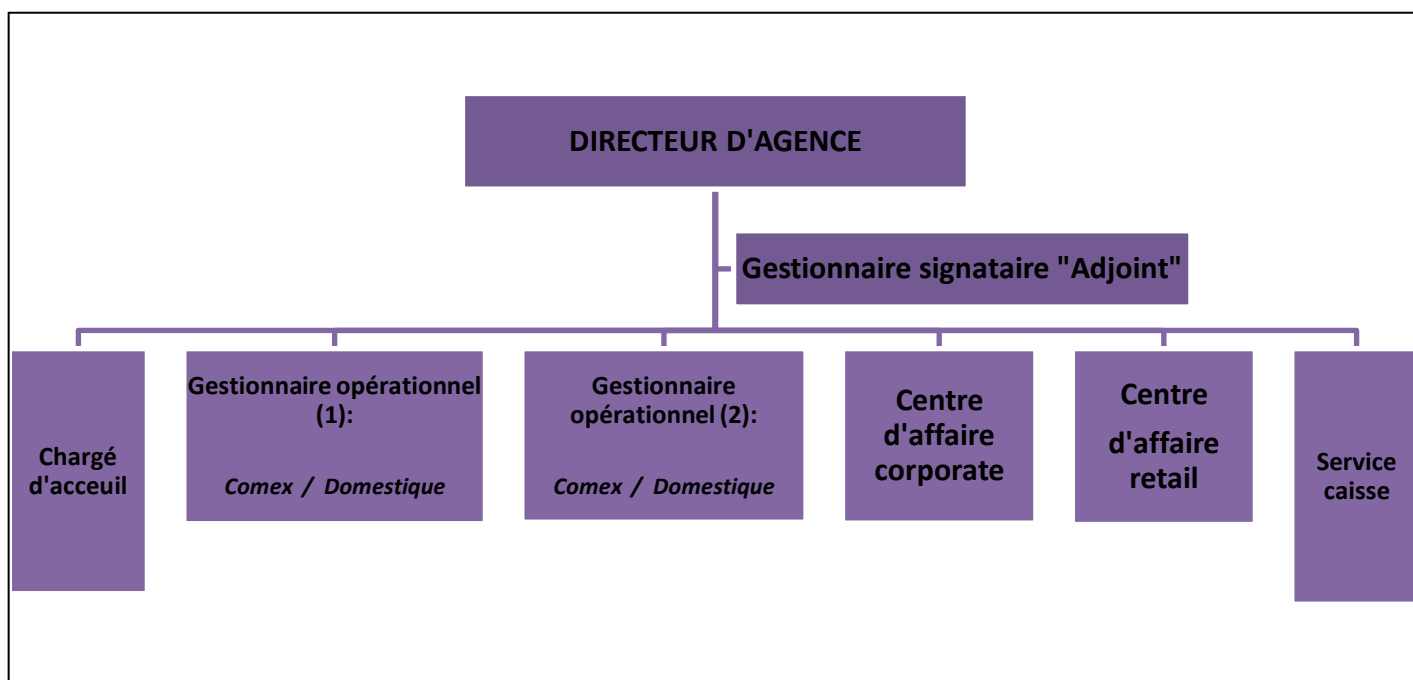 DIRECTEUR D'AGENCE
Gestionnaire signataire "Adjoint"
Chargé
d'acceuil
Gestionnaire opérationnel
(1):
Comex / Domestique
Gestionnaire
opérationnel (2):
Comex / Domestique
Centre
d'affaire
corporate
Centre
d'affaire
retail
Service
caisse